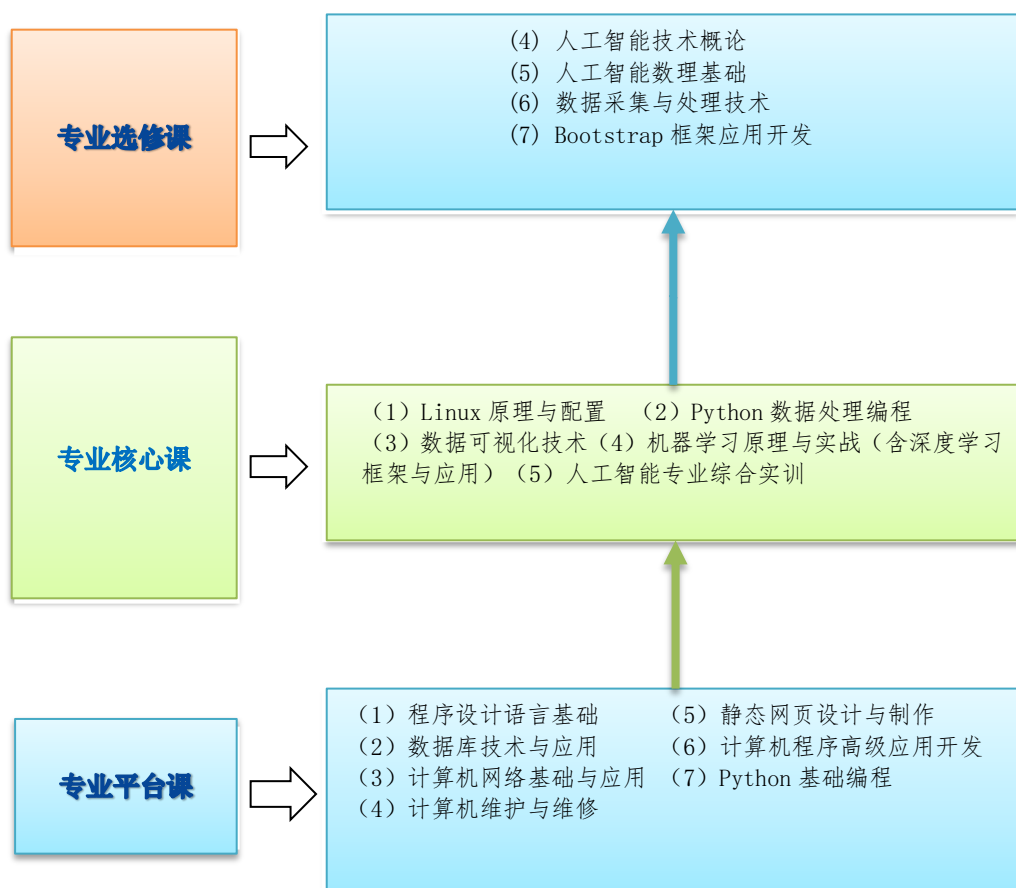 专业选修课
(4) 人工智能技术概论
(5) 人工智能数理基础
(6) 数据采集与处理技术
(7) Bootstrap 框架应用开发
专业核心课
（1）Linux 原理与配置 （2）Python 数据处理编程
（3）数据可视化技术（4）机器学习原理与实战（含深度学习
框架与应用）（5）人工智能专业综合实训
专业平台课
（1）程序设计语言基础 （5）静态网页设计与制作
（2）数据库技术与应用 （6）计算机程序高级应用开发
（3）计算机网络基础与应用 （7）Python 基础编程
（4）计算机维护与维修